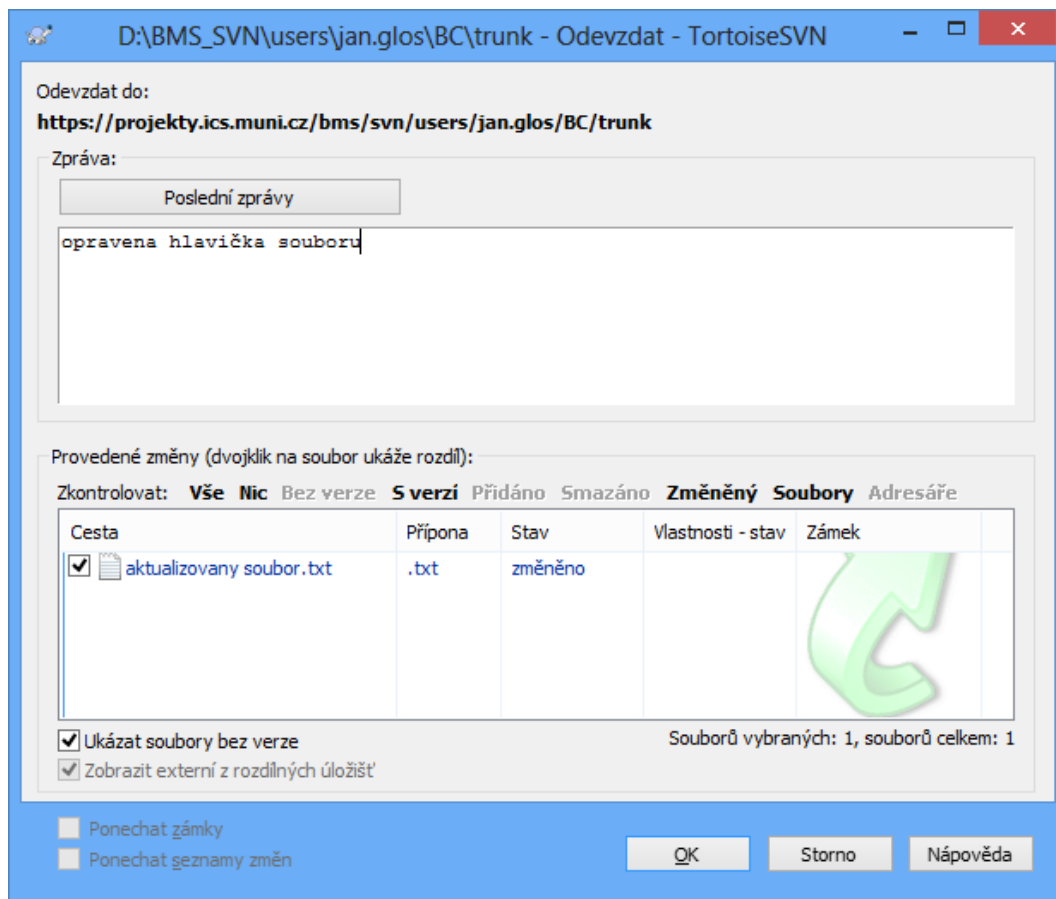 D:\BMS_SVN\users\jan.glos\BC\trunk - Odevzdat - TortoiseSVN
Odevzdat do:
https://projekty.ics.muni.cz/bms/svn/users/jan.glos/BC/trunk
Zpráva:
Poslední zprávy
opravena hlavička souboru
Provedené změny (dvojklik na soubor ukáže rozdíl):
Zkontrolovat: Vše Nic Bez verze S verzí Přidáno Smazáno Změněný Soubory Adresáře
Cesta Přípona Stav Vlastnosti - stav Zámek
aktualizovany soubor.txt .txt změněno
Ukázat soubory bez verze Souborů vybraných: 1, souborů celkem: 1
Zobrazit externí z rozdílných úložišť
Ponechat zámky
Ponechat seznamy změn
OK Storno Nápověda